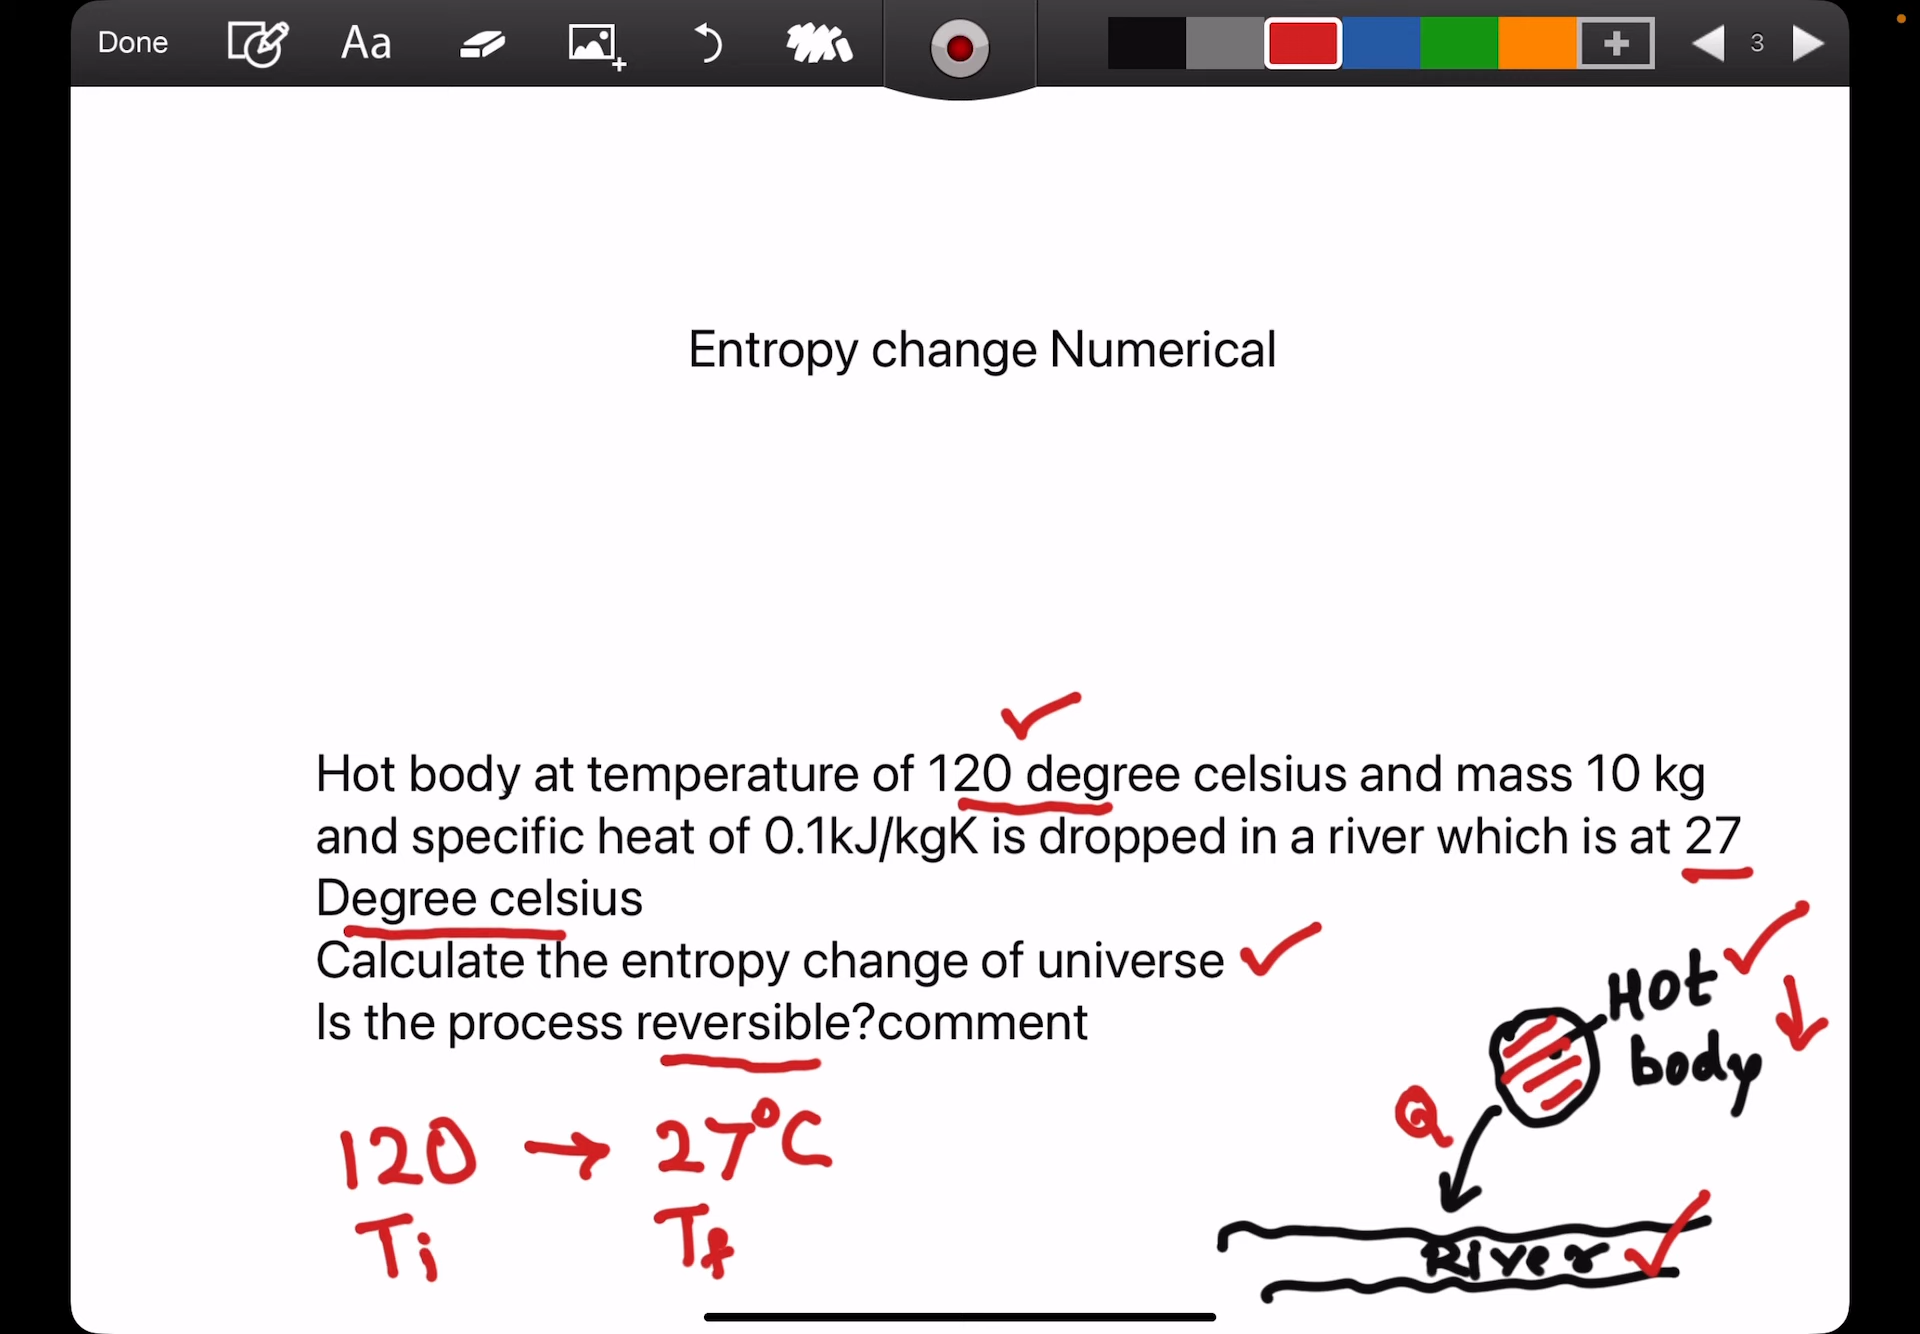 Done Aa 3
Entropy change Numerical
Hot body at temperature of 120 degree celsius and mass 10 kg
and specific heat of 0.1kJ/kgK is dropped in a river which is at 27
Degree celsius
Calculate the entropy change of universe
Is the process reversible?comment
Hot
body
Q
120 → 27°C
Ti Tf
River